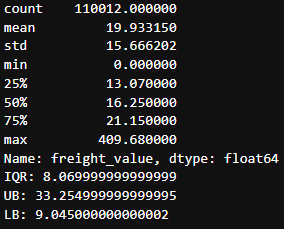 count    110012.000000
mean         19.933150
std          15.666202
min           0.000000
25%          13.070000
50%          16.250000
75%          21.150000
max         409.680000
Name: freight_value, dtype: float64
IQR: 8.069999999999999
UB: 33.254999999999995
LB: 9.045000000000002